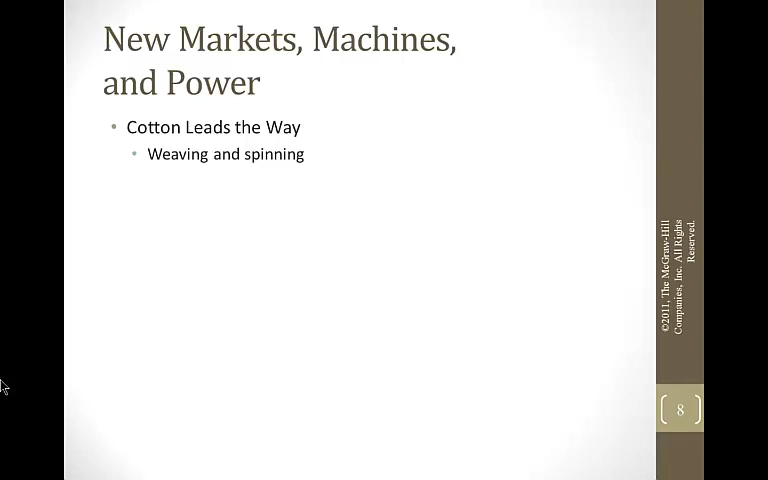 New Markets, Machines,
and Power
• Cotton Leads the Way
• Weaving and spinning
©2011, The McGraw-Hill
Companies, Inc. All Rights
Reserved.
8